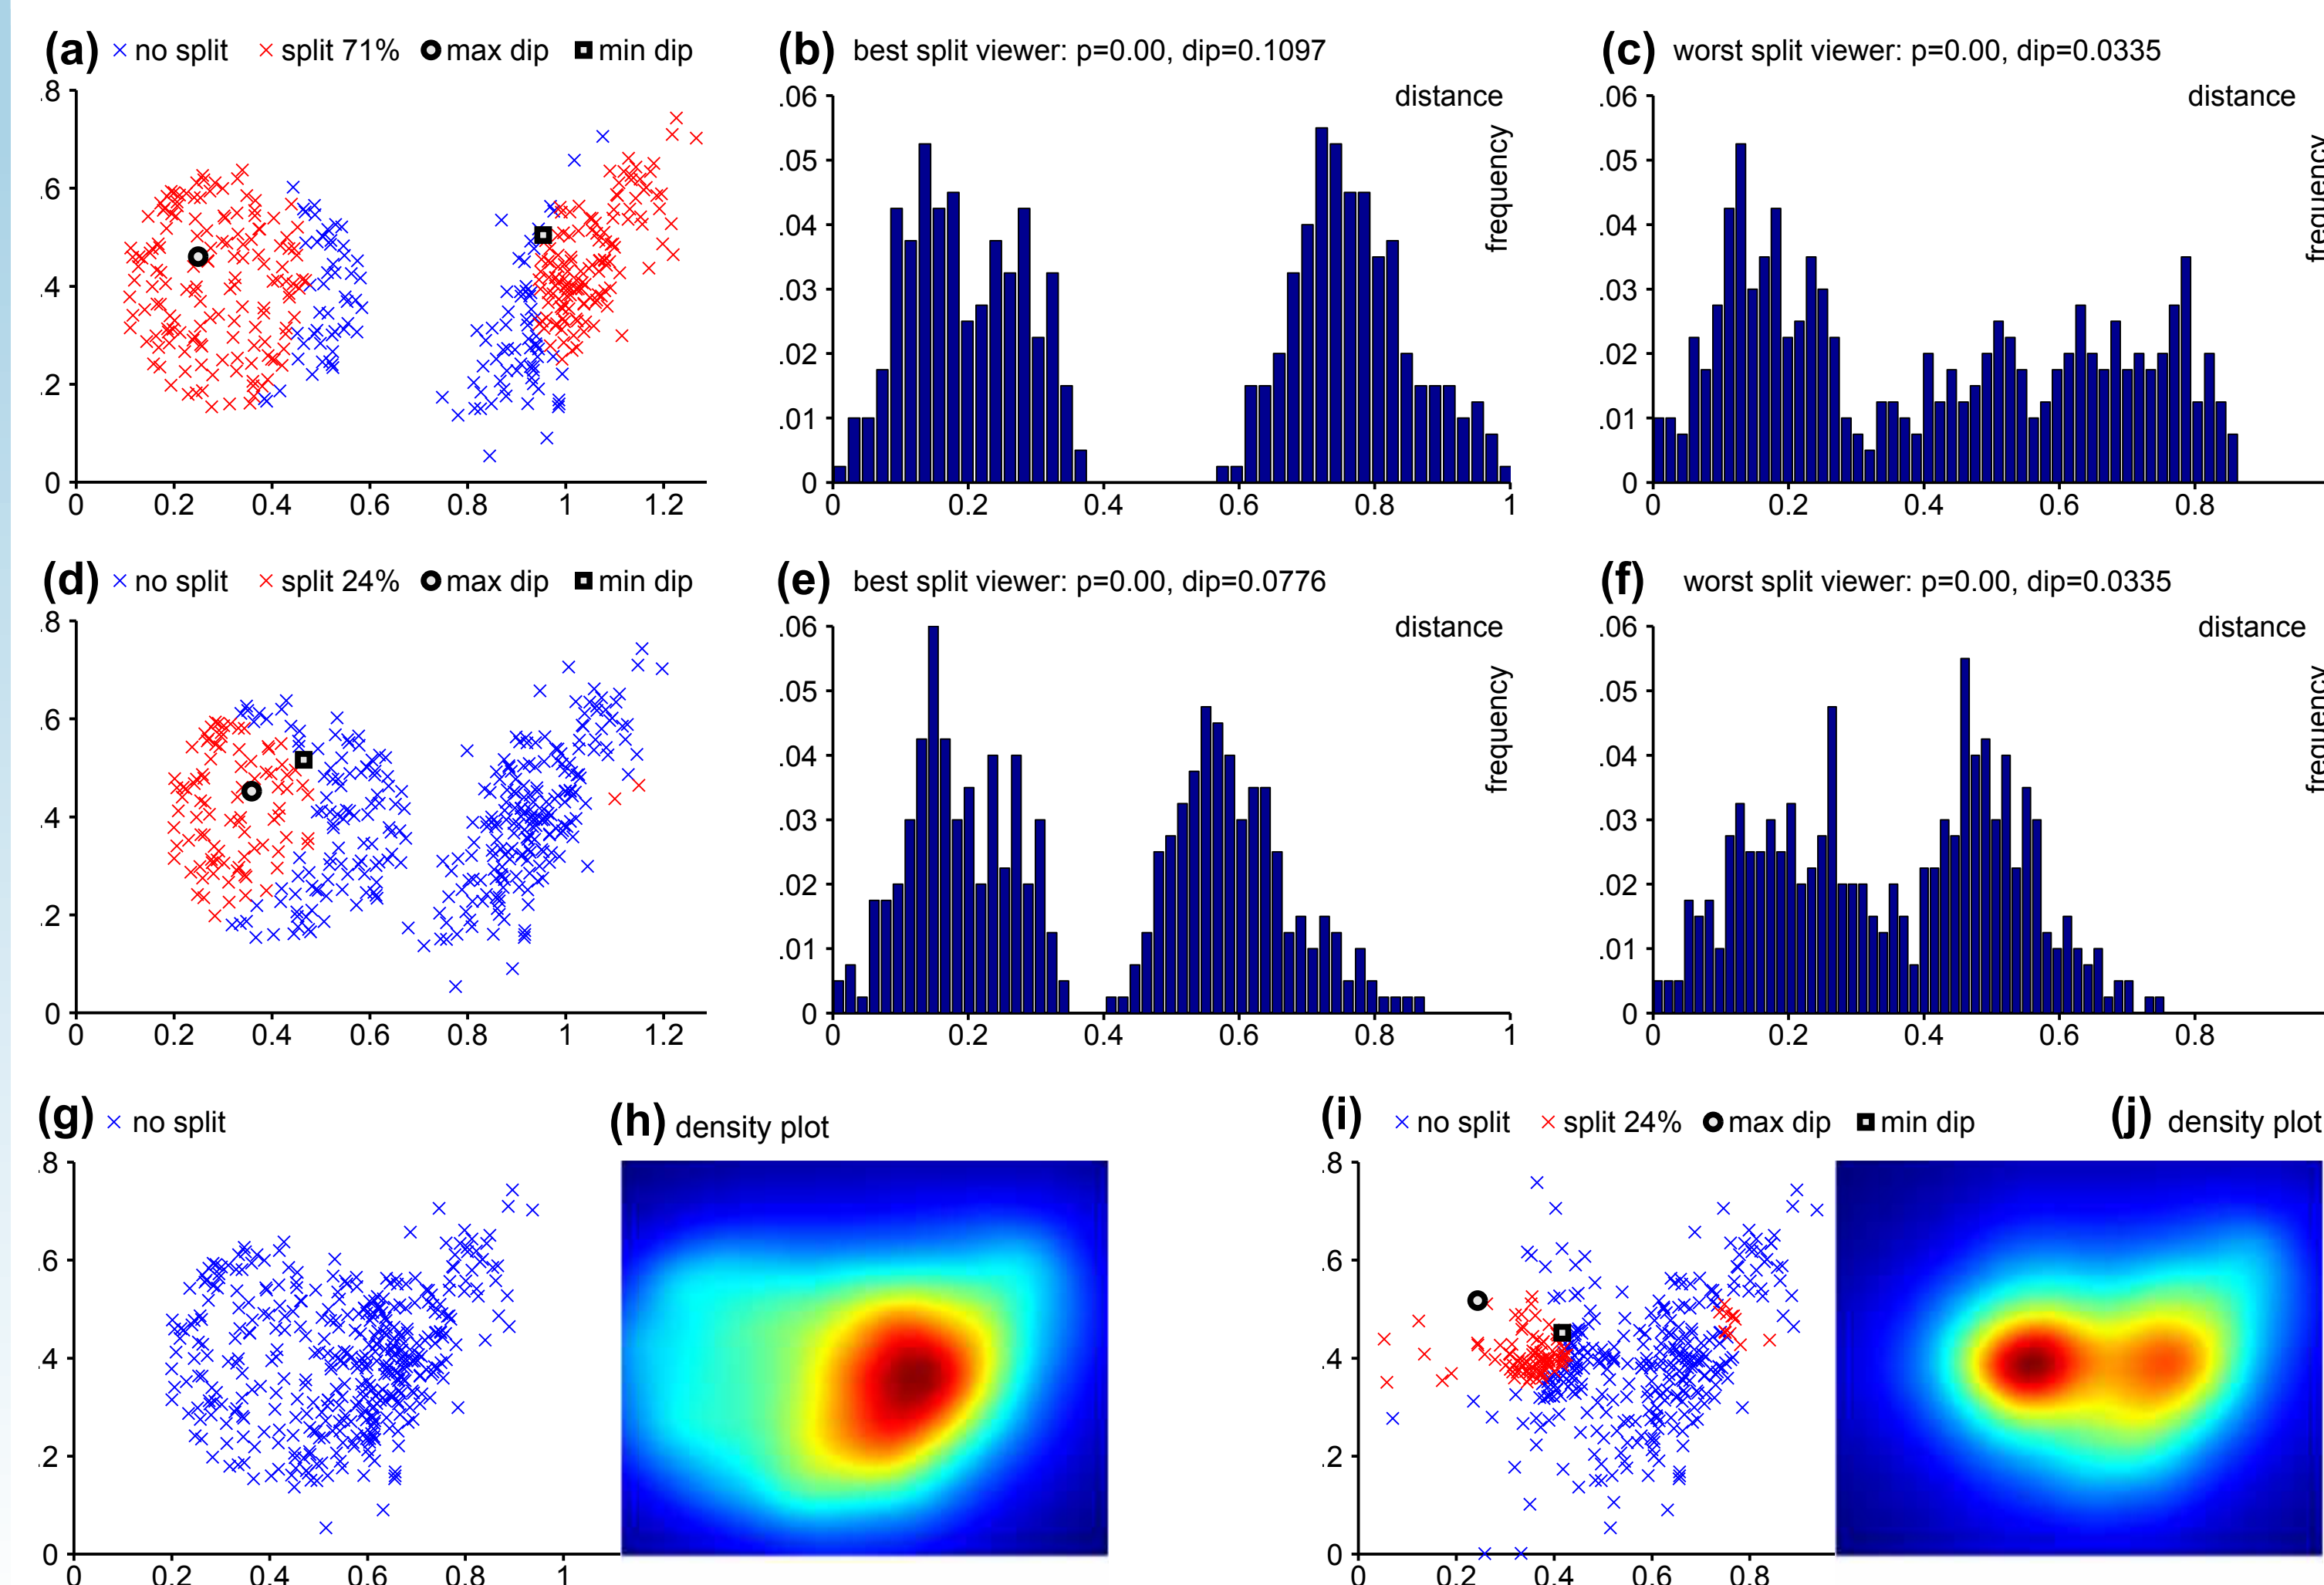 (a) × no split × split 71% max dip min dip
.8
.6
.4
.2
0
0 0.2 0.4 0.6 0.8 1 1.2
(b) best split viewer: p=0.00, dip=0.1097
distance
frequency
.06
.05
.04
.03
.02
.01
0
0 0.2 0.4 0.6 0.8 1
(c) worst split viewer: p=0.00, dip=0.0335
distance
frequency
.06
.05
.04
.03
.02
.01
0
0 0.2 0.4 0.6 0.8
(d) × no split × split 24% max dip min dip
.8
.6
.4
.2
0
0 0.2 0.4 0.6 0.8 1 1.2
(e) best split viewer: p=0.00, dip=0.0776
distance
frequency
.06
.05
.04
.03
.02
.01
0
0 0.2 0.4 0.6 0.8 1
(f) worst split viewer: p=0.00, dip=0.0335
distance
frequency
.06
.05
.04
.03
.02
.01
0
0 0.2 0.4 0.6 0.8
(g) × no split
.8
.6
.4
.2
0
0 0.2 0.4 0.6 0.8 1
(h) density plot
(i) × no split × split 24% max dip min dip
.8
.6
.4
.2
0
0 0.2 0.4 0.6 0.8
(j) density plot